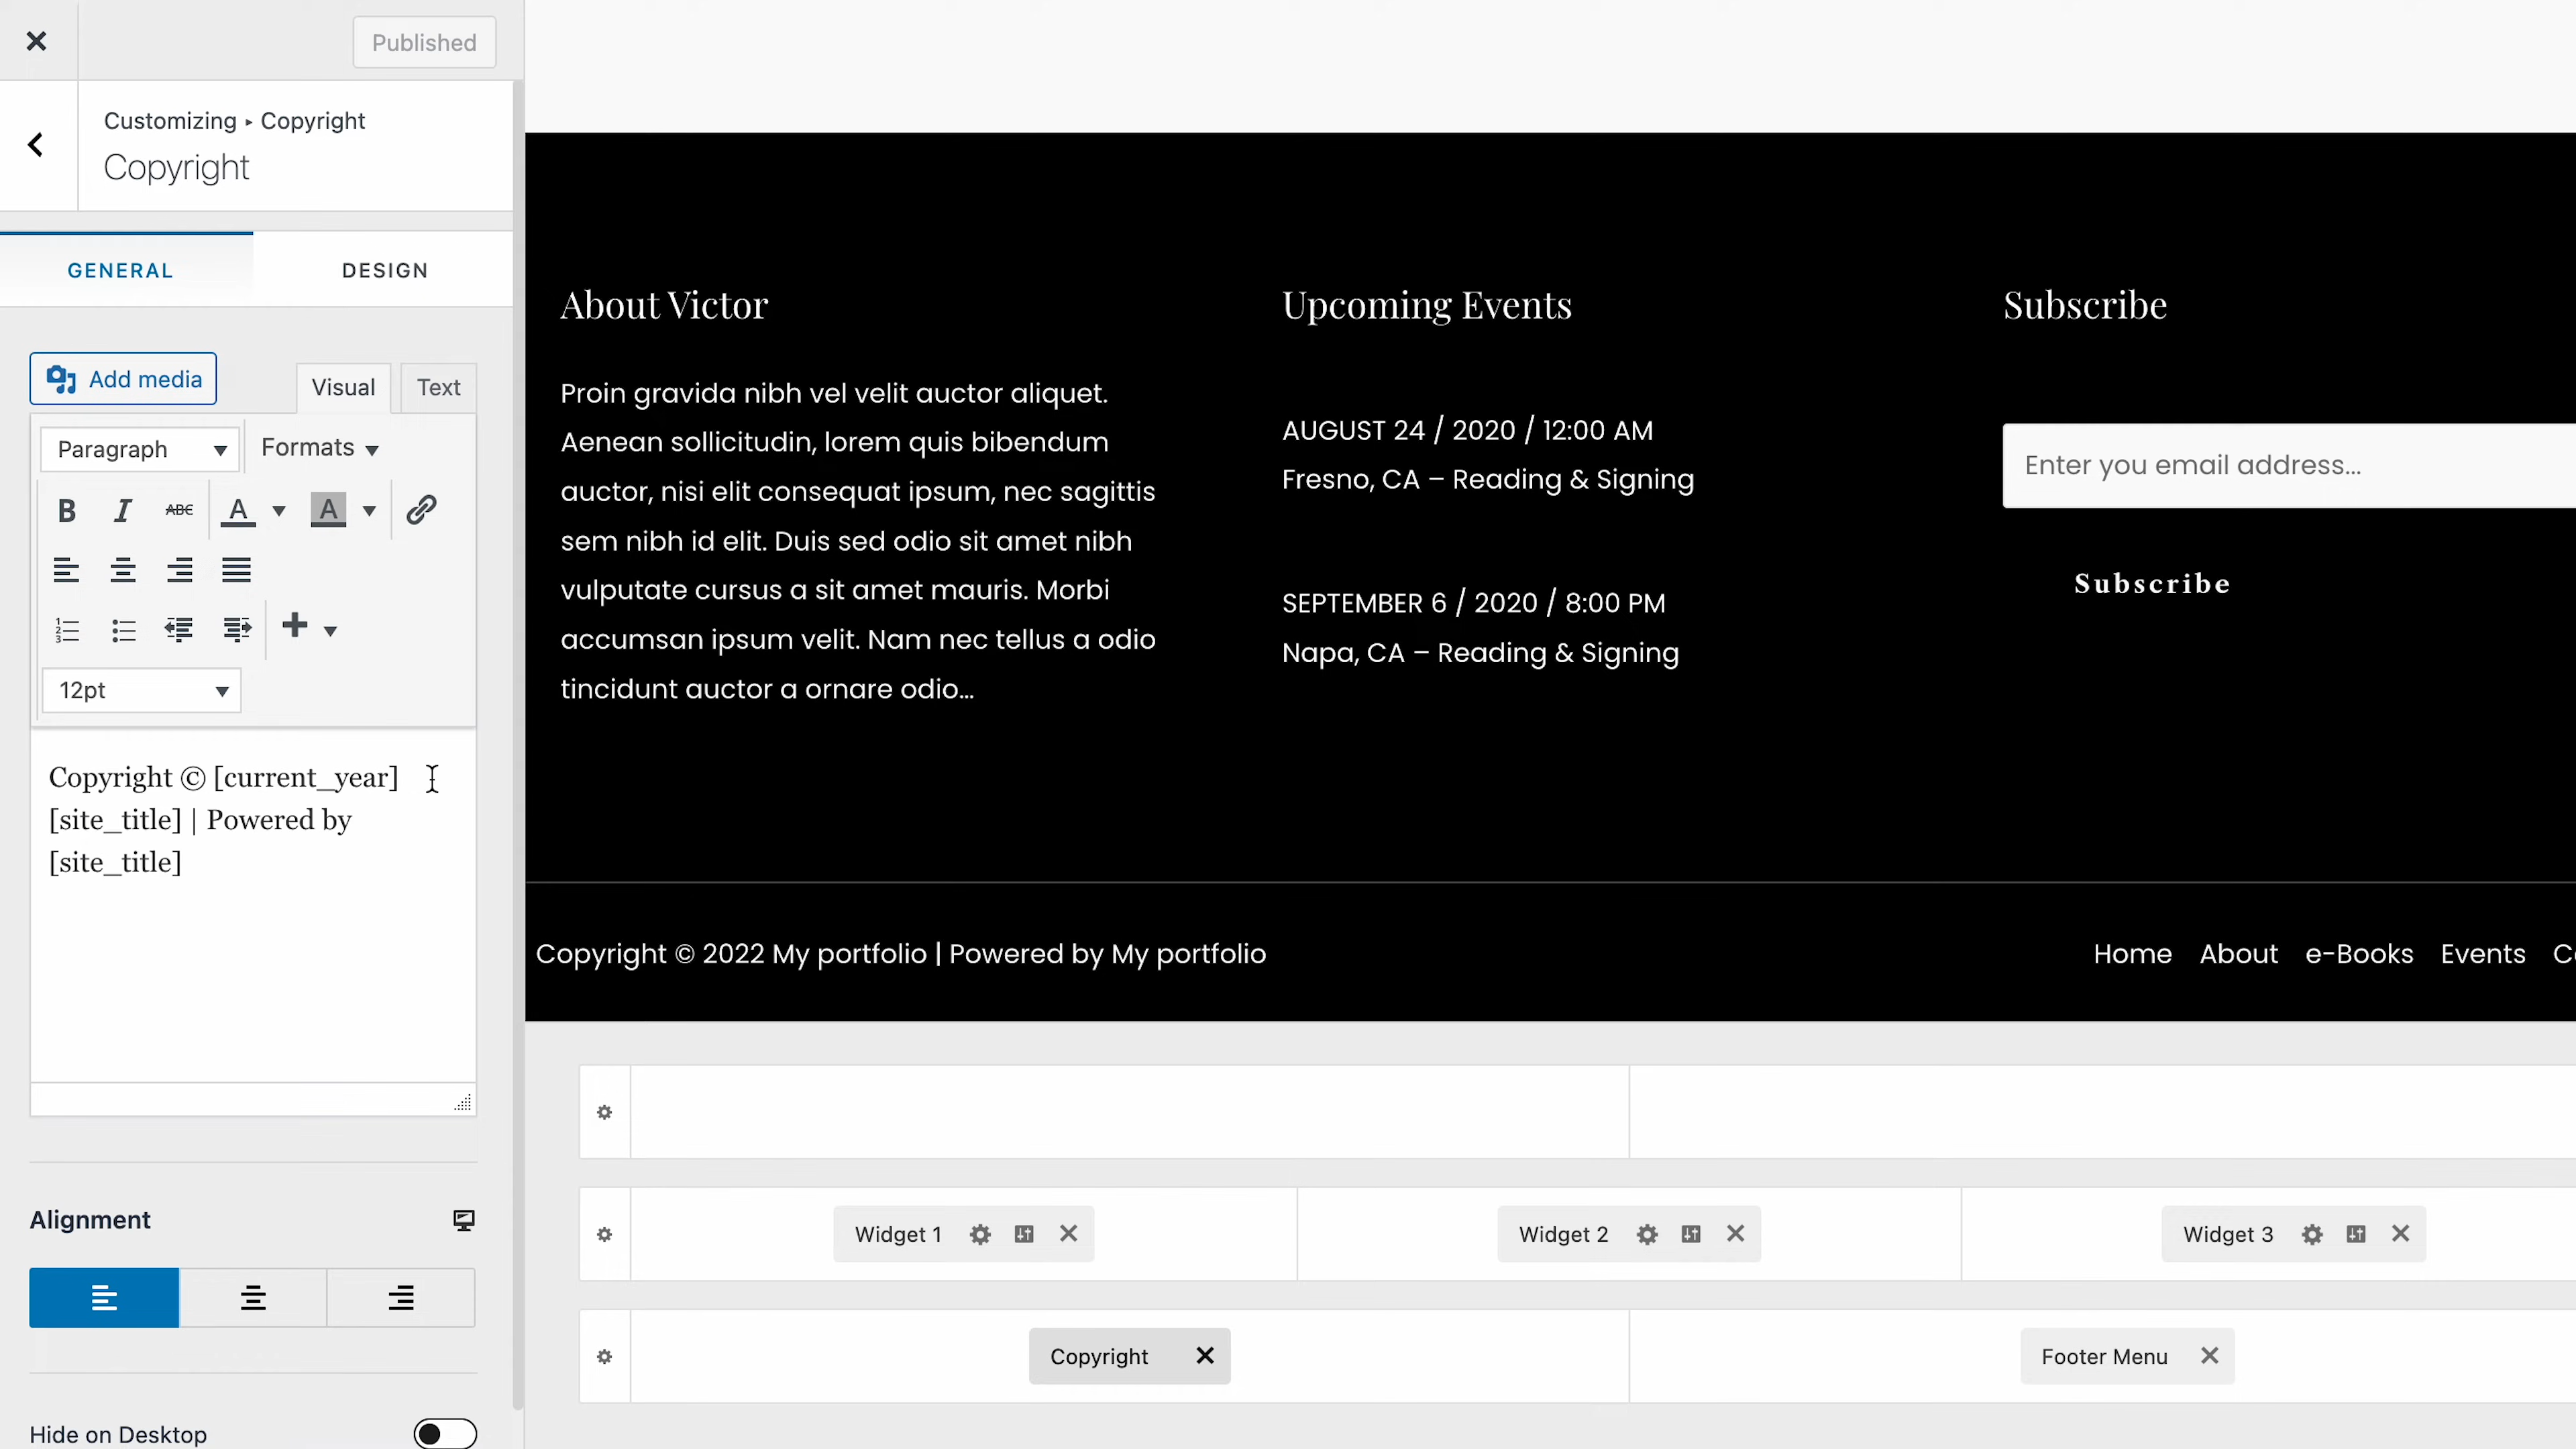 Published
Customizing ▸ Copyright
Copyright
GENERAL
DESIGN
Add media
Visual
Text
Paragraph
Formats
B I ABC A A
12pt
Copyright © [current_year]
[site_title] | Powered by
[site_title]
Alignment
Hide on Desktop
About Victor
Proin gravida nibh vel velit auctor aliquet.
Aenean sollicitudin, lorem quis bibendum
auctor, nisi elit consequat ipsum, nec sagittis
sem nibh id elit. Duis sed odio sit amet nibh
vulputate cursus a sit amet mauris. Morbi
accumsan ipsum velit. Nam nec tellus a odio
tincidunt auctor a ornare odio...
Upcoming Events
AUGUST 24 / 2020 / 12:00 AM
Fresno, CA – Reading & Signing
SEPTEMBER 6 / 2020 / 8:00 PM
Napa, CA – Reading & Signing
Subscribe
Enter you email address...
Subscribe
Copyright © 2022 My portfolio | Powered by My portfolio
Home About e-Books Events
Widget 1
Widget 2
Widget 3
Copyright
Footer Menu